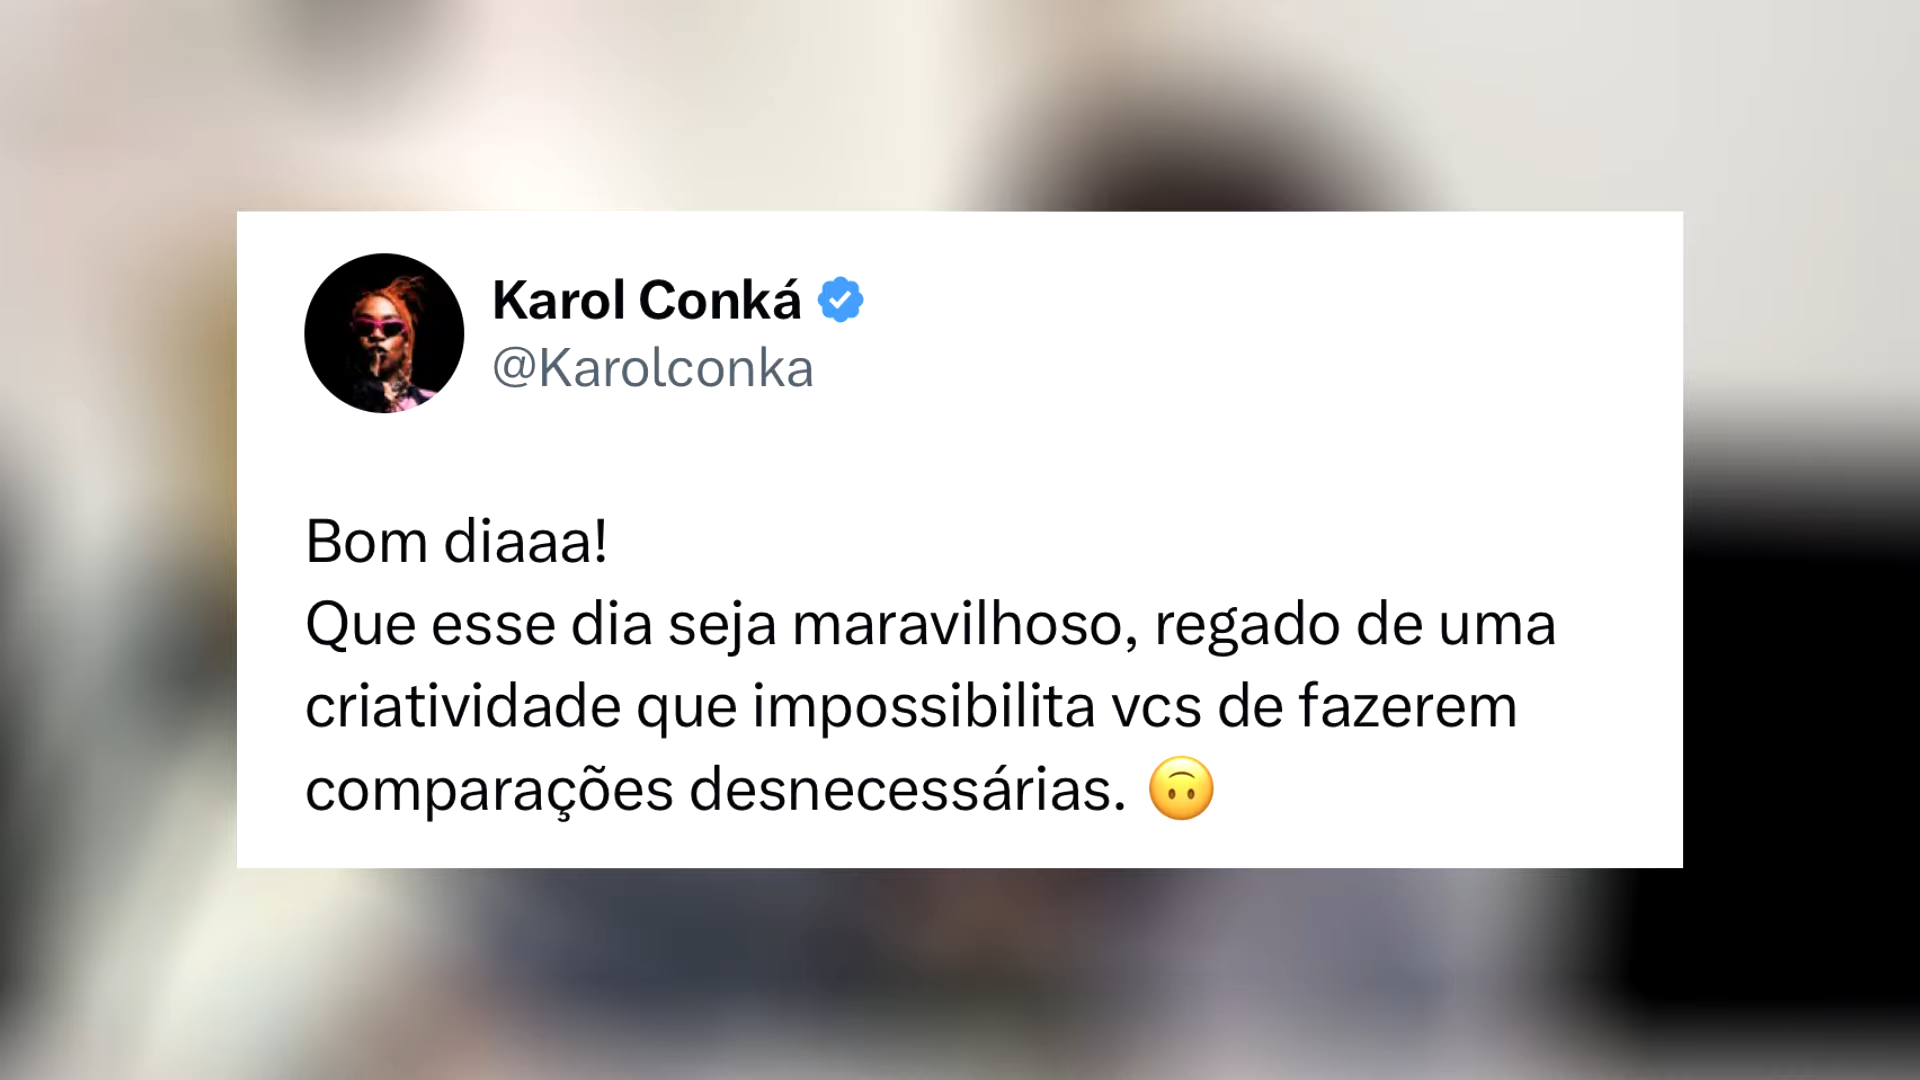 Karol Conká
@Karolconka
Bom diaaa!
Que esse dia seja maravilhoso, regado de uma
criatividade que impossibilita vcs de fazerem
comparações desnecessárias. 🙃